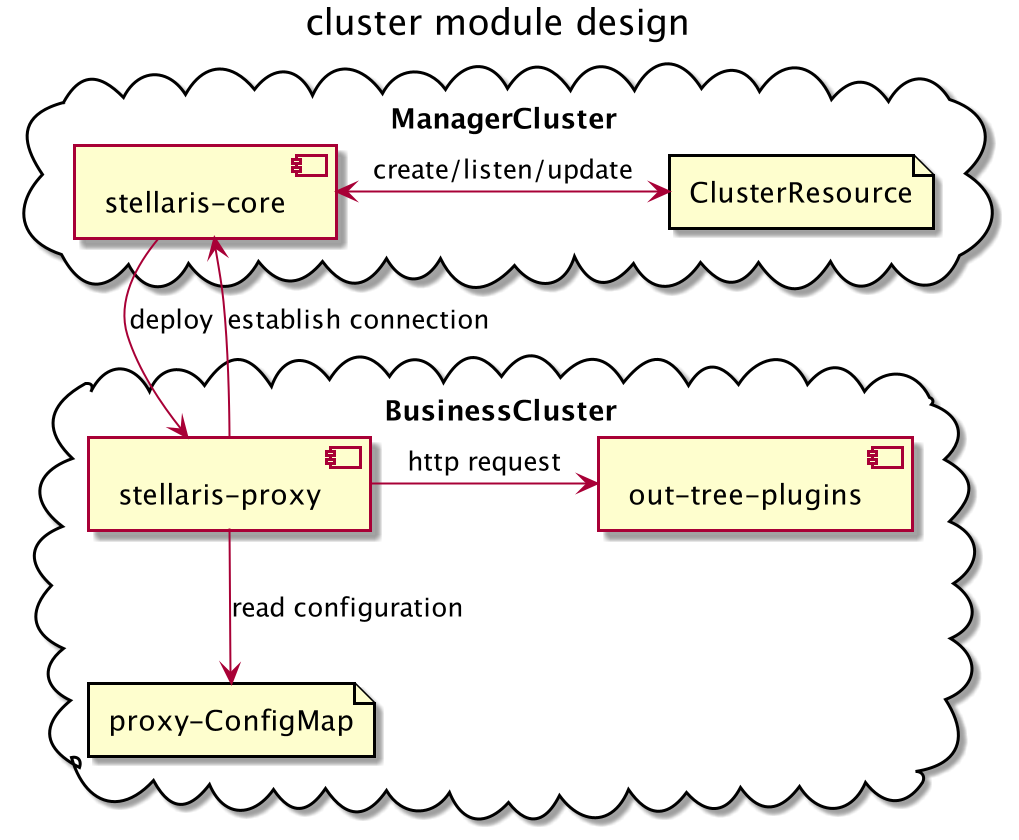 cluster module design
ManagerCluster
create/listen/update
stellaris-core
ClusterResource
deploy
establish connection
BusinessCluster
http request
stellaris-proxy
out-tree-plugins
read configuration
proxy-ConfigMap